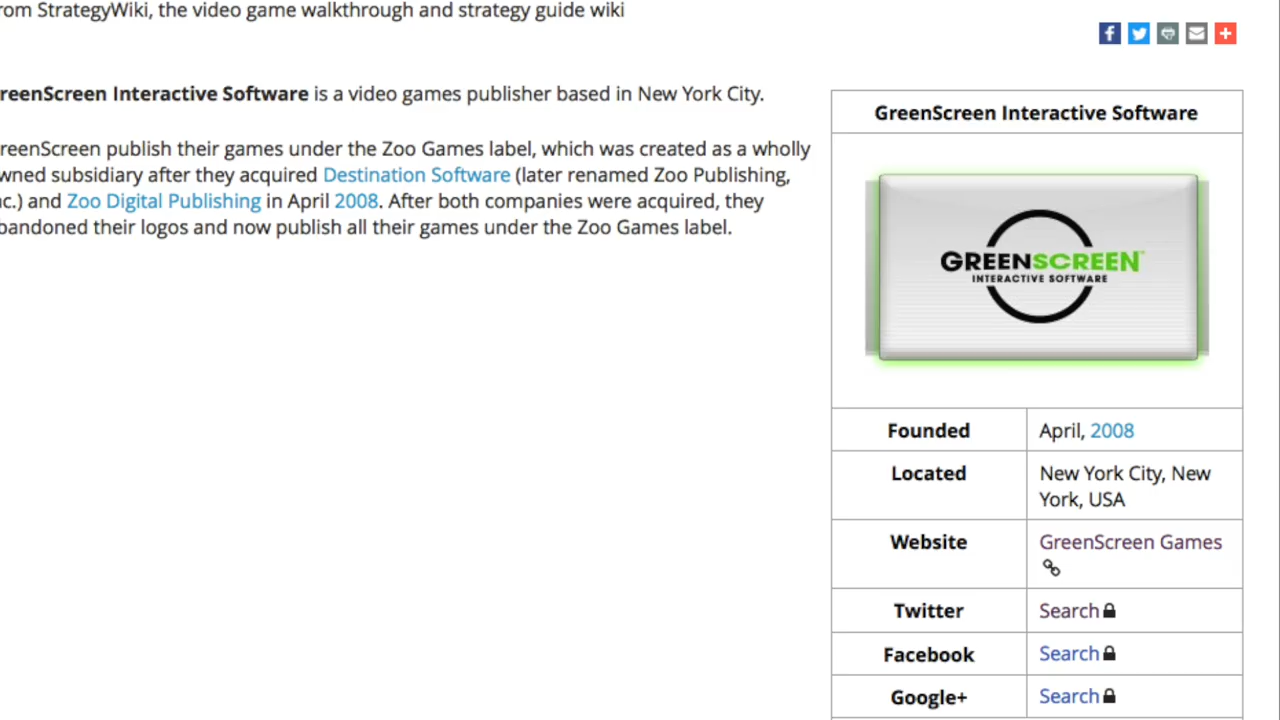 rom StrategyWiki, the video game walkthrough and strategy guide wiki
reenScreen Interactive Software is a video games publisher based in New York City.
reenScreen publish their games under the Zoo Games label, which was created as a wholly
wned subsidiary after they acquired Destination Software (later renamed Zoo Publishing,
nc.) and Zoo Digital Publishing in April 2008. After both companies were acquired, they
bandoned their logos and now publish all their games under the Zoo Games label.
GreenScreen Interactive Software
GREENSCREEN™
INTERACTIVE SOFTWARE
Founded April, 2008
Located New York City, New
York, USA
Website GreenScreen Games
Twitter Search
Facebook Search
Google+ Search